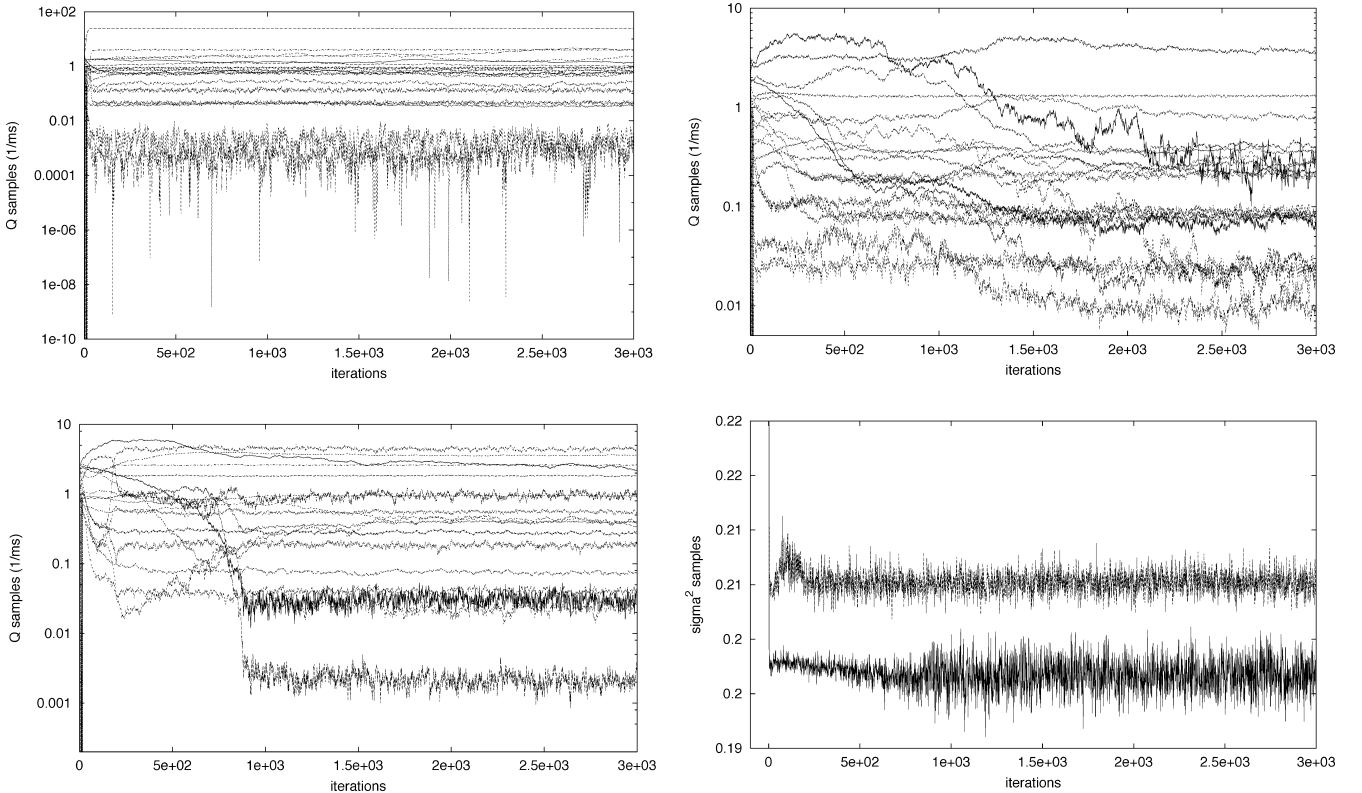 1e+02
1
0.01
0.0001
1e-06
1e-08
1e-10
Q samples (1/ms)
0 5e+02 1e+03 1.5e+03 2e+03 2.5e+03 3e+03
iterations
10
1
0.1
0.01
Q samples (1/ms)
0 5e+02 1e+03 1.5e+03 2e+03 2.5e+03 3e+03
iterations
10
1
0.1
0.01
0.001
Q samples (1/ms)
0 5e+02 1e+03 1.5e+03 2e+03 2.5e+03 3e+03
iterations
0.22
0.22
0.21
0.21
0.2
0.2
0.19
sigma² samples
0 5e+02 1e+03 1.5e+03 2e+03 2.5e+03 3e+03
iterations